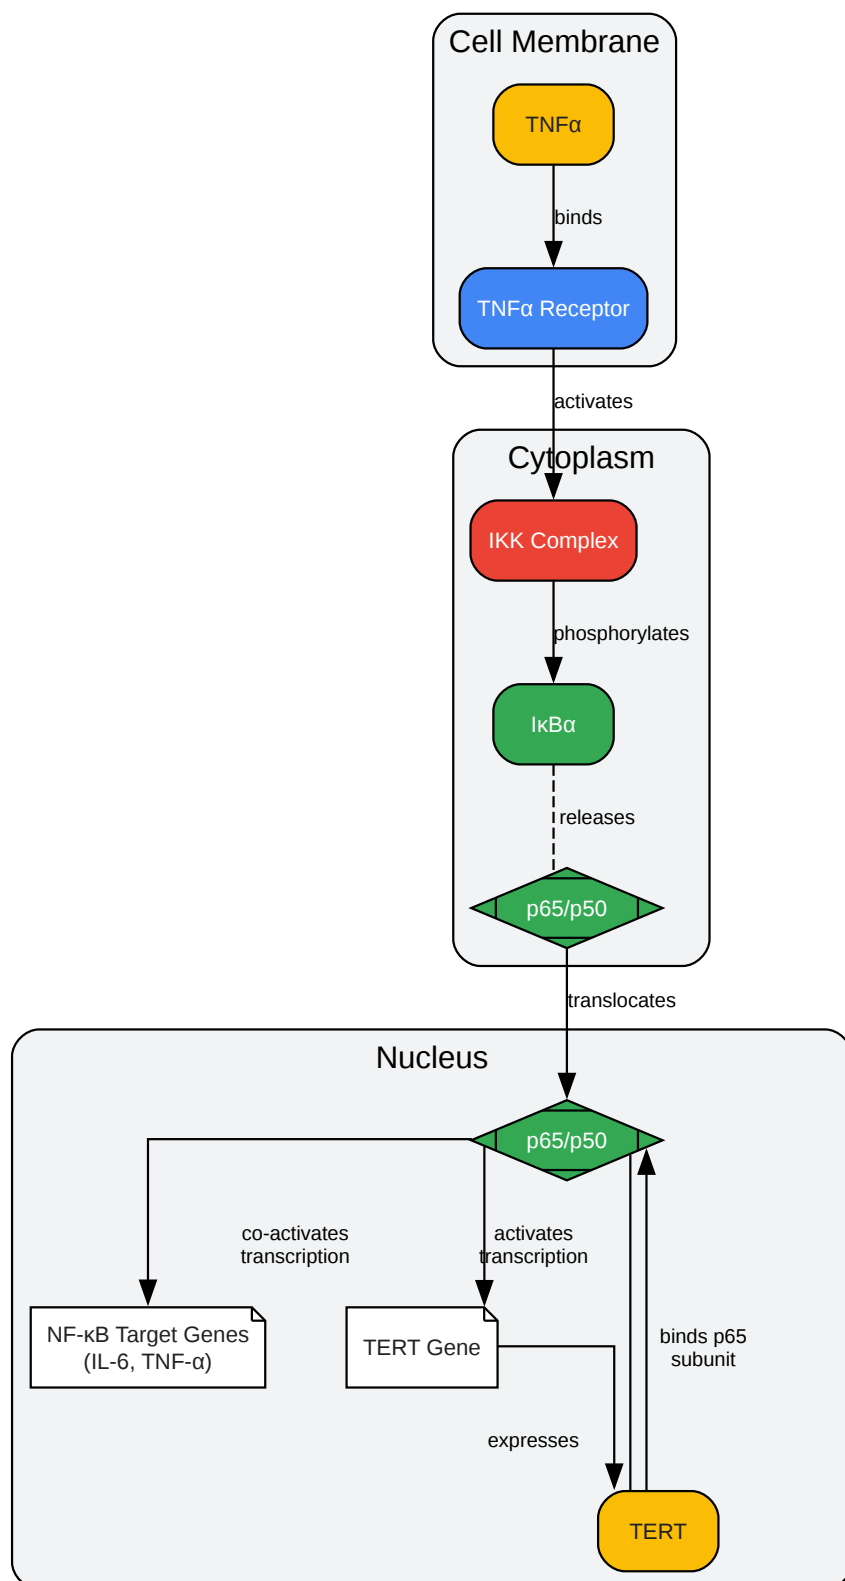 Cell Membrane
TNFα
binds
TNFα Receptor
activates
Cytoplasm
IKK Complex
phosphorylates
IκBα
releases
p65/p50
translocates
Nucleus
p65/p50
co-activates
transcription
activates
transcription
NF-κB Target Genes
(IL-6, TNF-α)
TERT Gene
binds p65
subunit
expresses
TERT